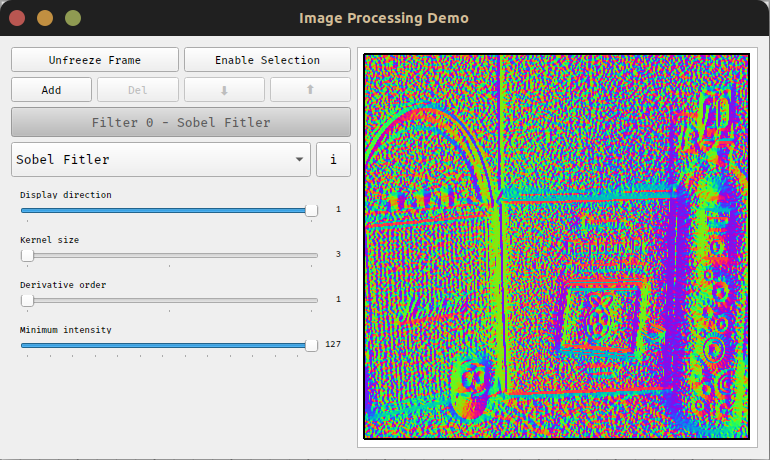 Image Processing Demo
Unfreeze Frame
Enable Selection
Add
Del
Filter 0 - Sobel Fitler
Sobel Fitler
i
Display direction
1
Kernel size
3
Derivative order
1
Minimum intensity
127